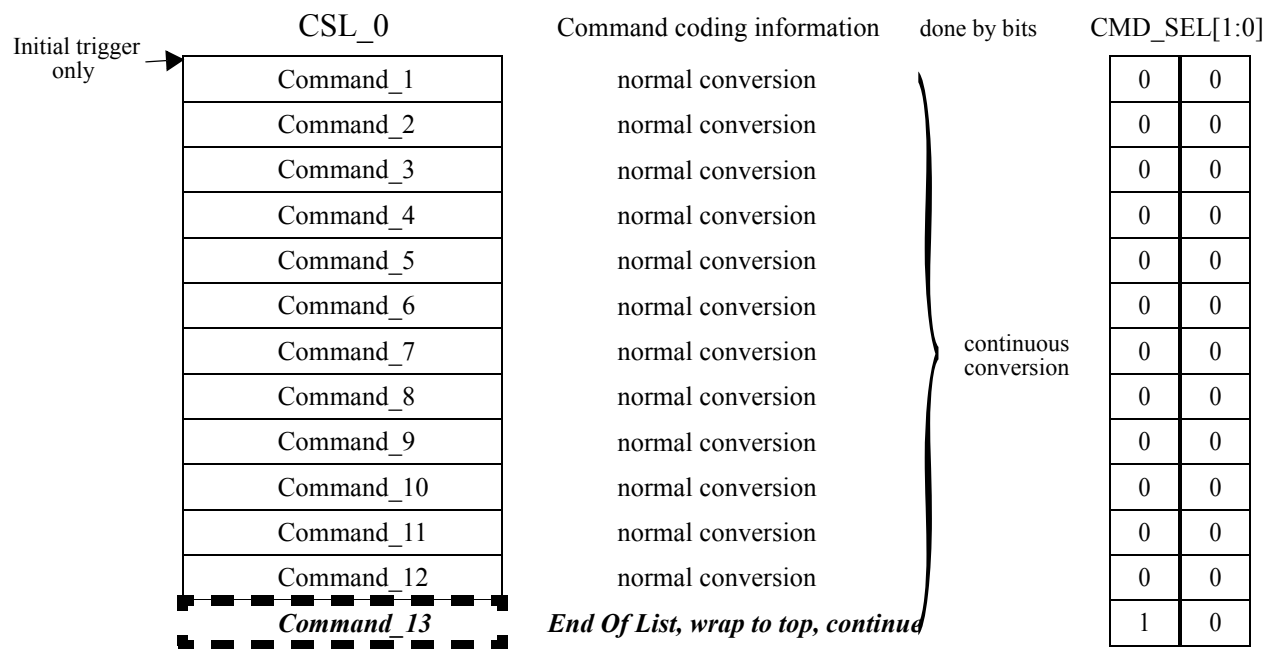 CSL_0 Command coding information done by bits CMD_SEL[1:0]
Initial trigger
only
Command_1 normal conversion 0 0
Command_2 normal conversion 0 0
Command_3 normal conversion 0 0
Command_4 normal conversion 0 0
Command_5 normal conversion 0 0
Command_6 normal conversion 0 0
Command_7 normal conversion 0 0
continuous
conversion
Command_8 normal conversion 0 0
Command_9 normal conversion 0 0
Command_10 normal conversion 0 0
Command_11 normal conversion 0 0
Command_12 normal conversion 0 0
Command_13 End Of List, wrap to top, continue 1 0